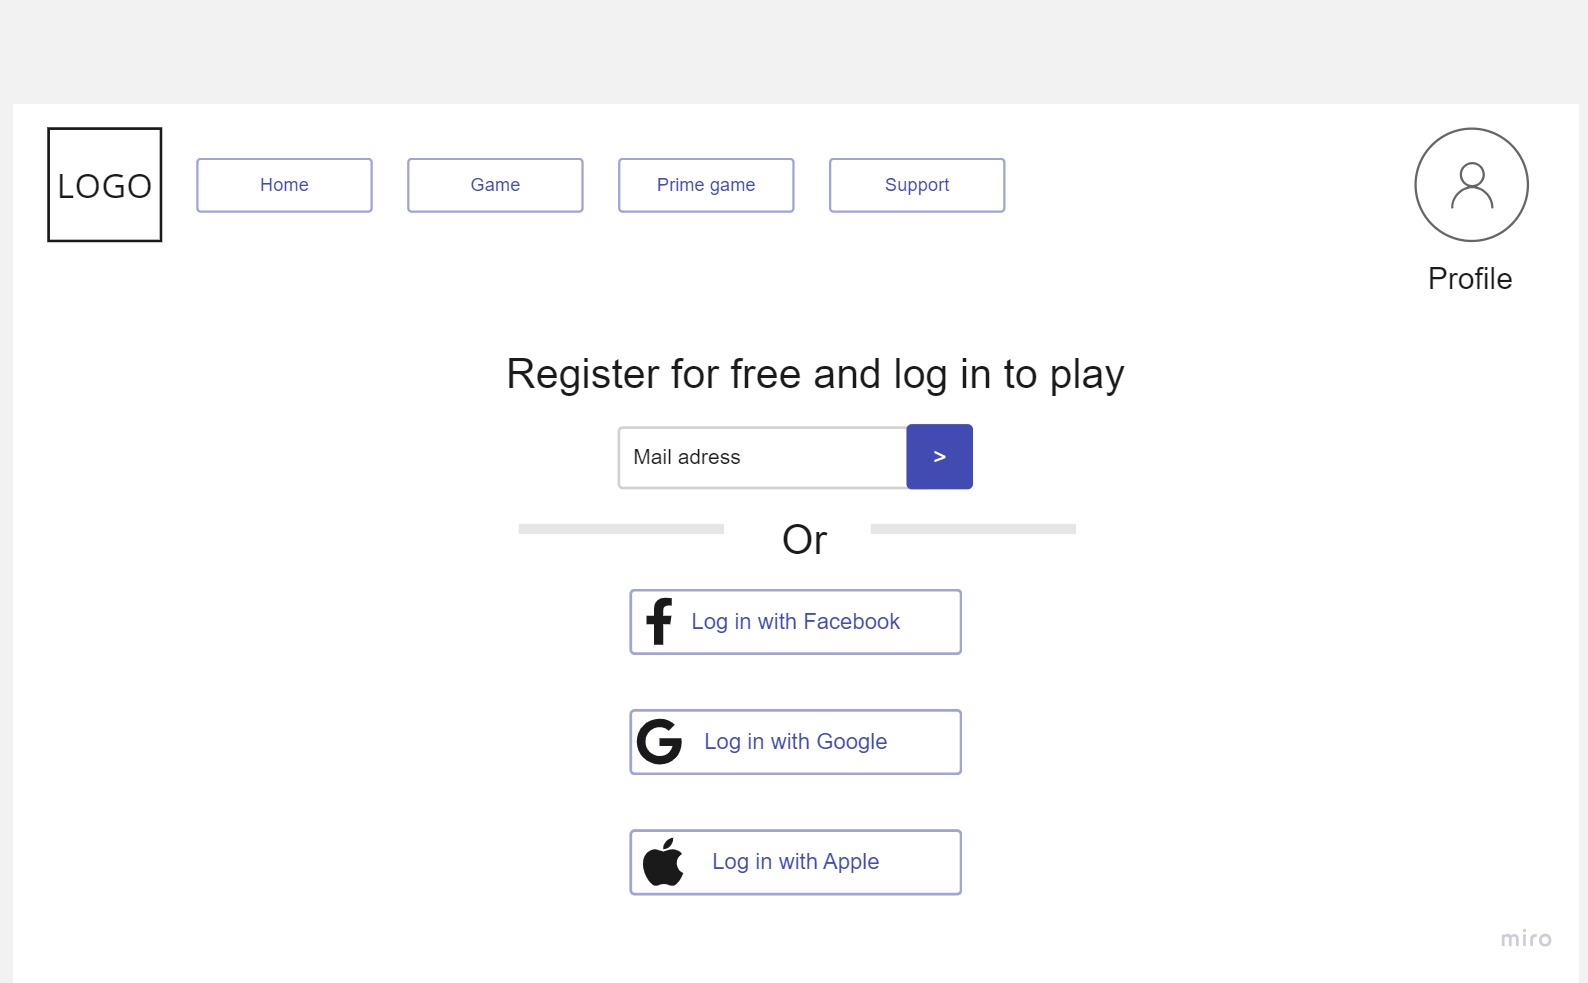 LOGO
Home
Game
Prime game
Support
Profile
Register for free and log in to play
Mail adress
>
Or
Log in with Facebook
Log in with Google
Log in with Apple
miro